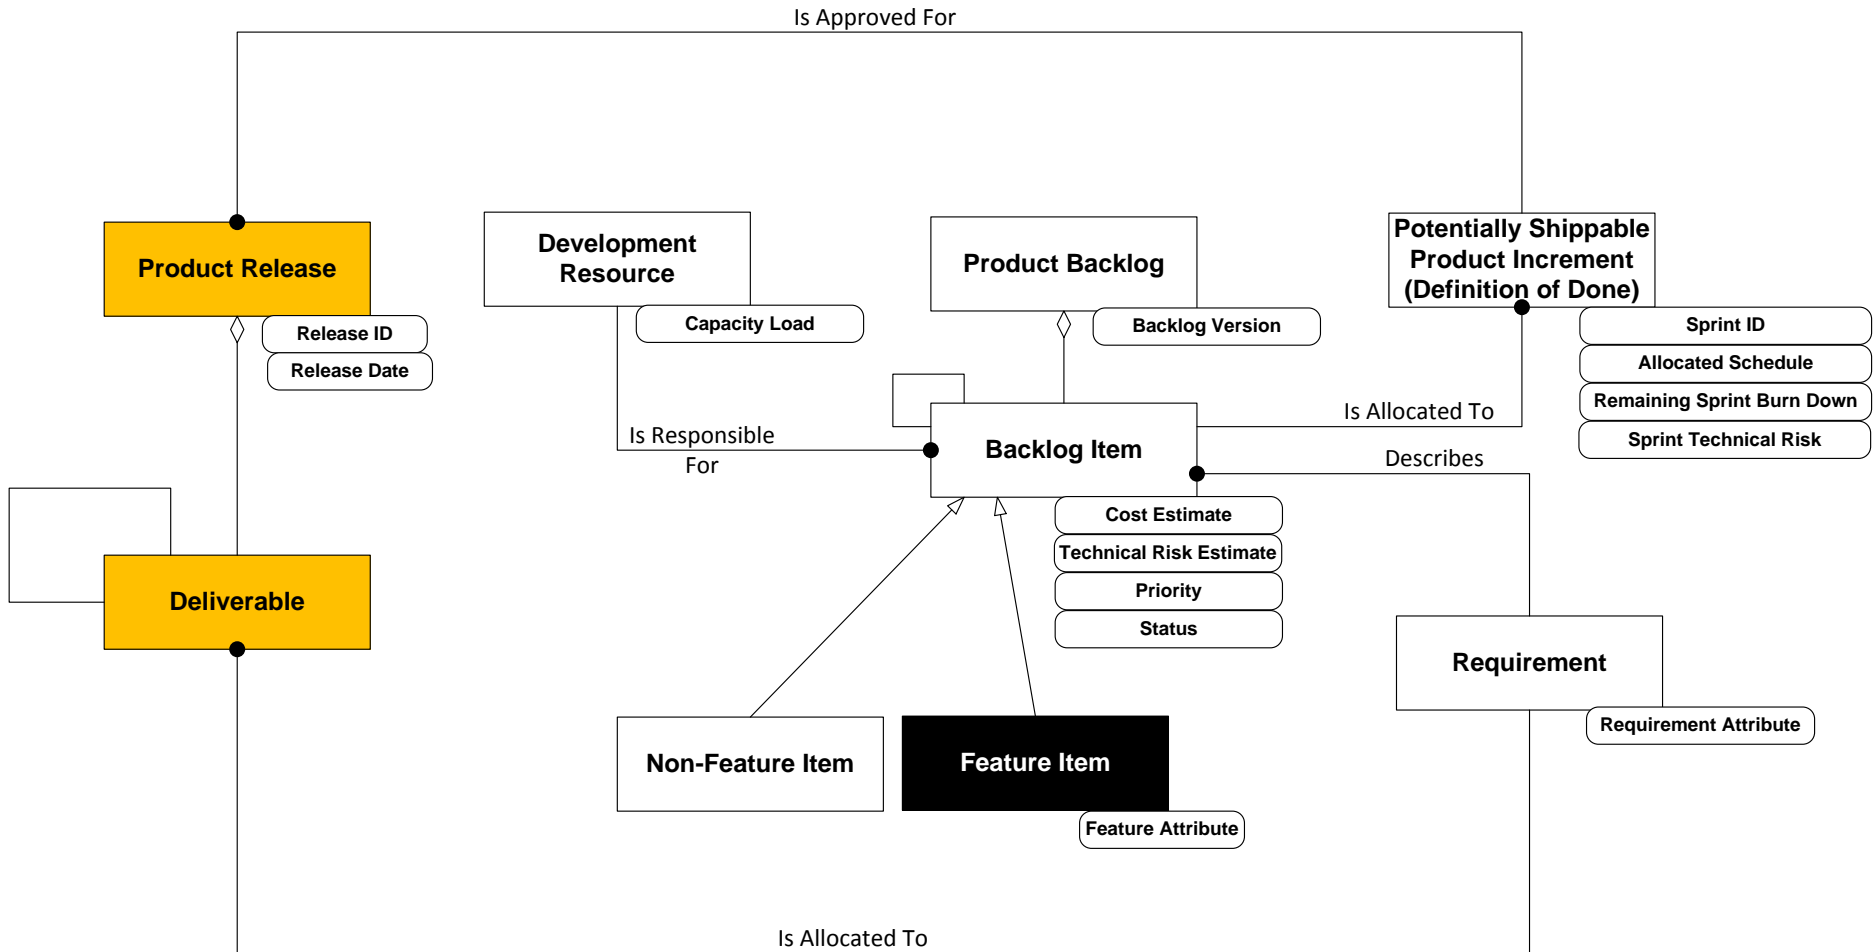 Is Approved For
Product Release
Release ID
Release Date
Development
Resource
Capacity Load
Product Backlog
Backlog Version
Potentially Shippable
Product Increment
(Definition of Done)
Sprint ID
Allocated Schedule
Remaining Sprint Burn Down
Sprint Technical Risk
Is Allocated To
Is Responsible
For
Backlog Item
Describes
Cost Estimate
Technical Risk Estimate
Priority
Status
Deliverable
Requirement
Requirement Attribute
Non-Feature Item
Feature Item
Feature Attribute
Is Allocated To